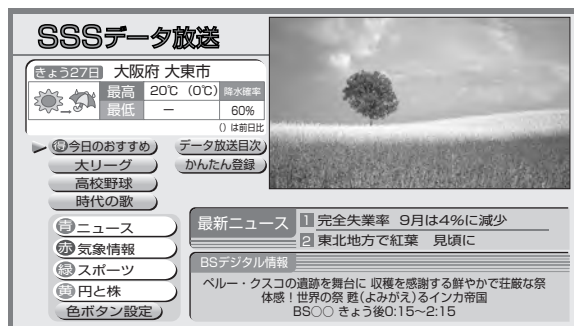 SSSデータ放送
きょう27日 大阪府 大東市
最高 20℃ (0℃) 降水確率
最低 － 60%
() は前日比
得今日のおすすめ データ放送目次
大リーグ かんたん登録
高校野球
時代の歌
青 ニュース
赤 気象情報
緑 スポーツ
黄 円と株
色ボタン設定
最新ニュース 1 完全失業率 9月は4%に減少
2 東北地方で紅葉 見頃に
BSデジタル情報
ペルー・クスコの遺跡を舞台に 収穫を感謝する鮮やかで荘厳な祭
体感！世界の祭 甦(よみがえ)るインカ帝国
BS○○ きょう後0:15～2:15